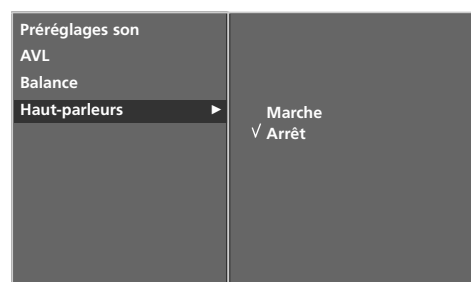 Préréglages son
AVL
Balance
Haut-parleurs ►
Marche
√ Arrêt